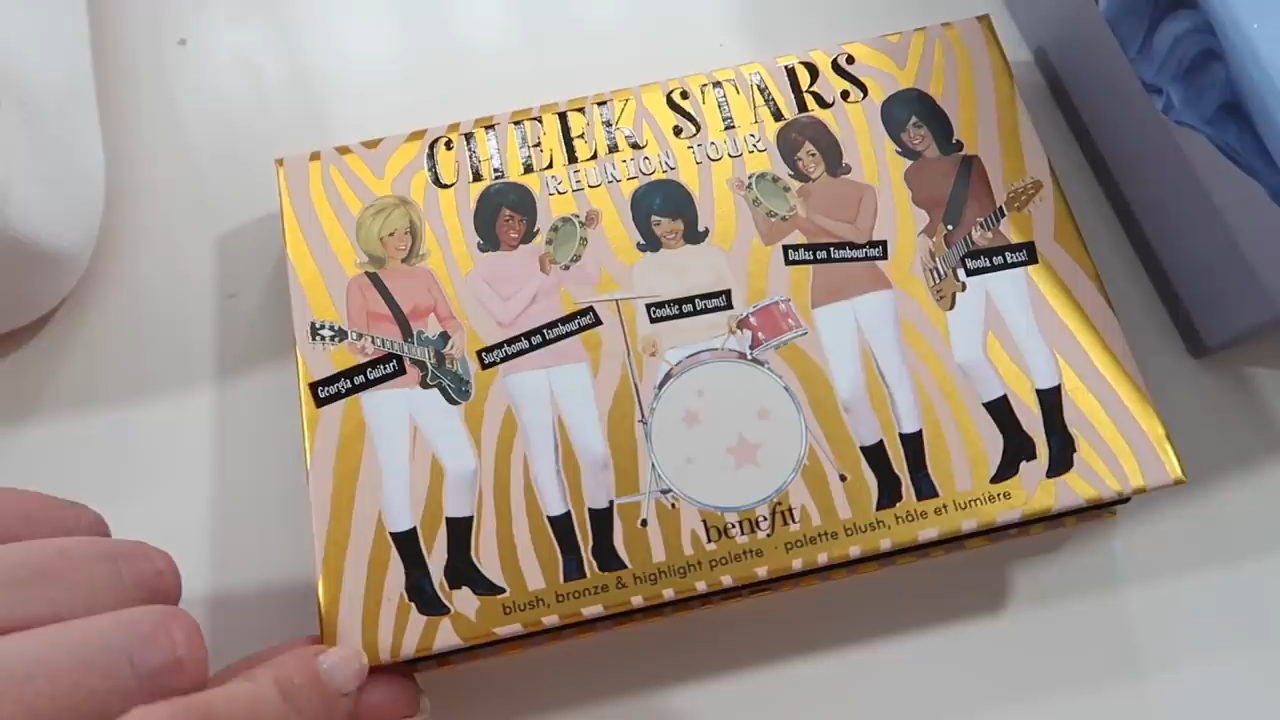 CHEEK STARS
REUNION TOUR
Georgia on Guitar!
Sugarbomb on Tambourine!
Cookie on Drums!
Dallas on Tambourine!
Hoola on Bass!
benefit
blush, bronze & highlight palette · palette blush, hâle et lumière